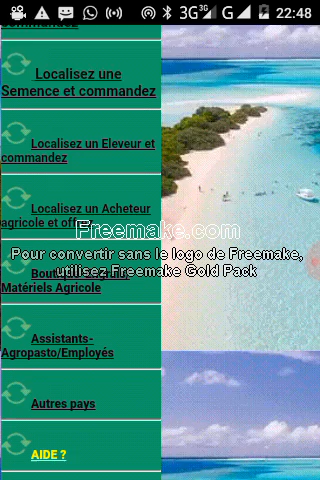 3G 3G G 22:48
Commandez
Localisez une
Semence et commandez
Localisez un Eleveur et
commandez
Localisez un Acheteur
agricole et
Freemake.com
Pour convertir sans le logo de Freemake,
utilisez Freemake Gold Pack
Matériels Agricole
Assistants-
Agropasto/Employés
Autres pays
AIDE ?